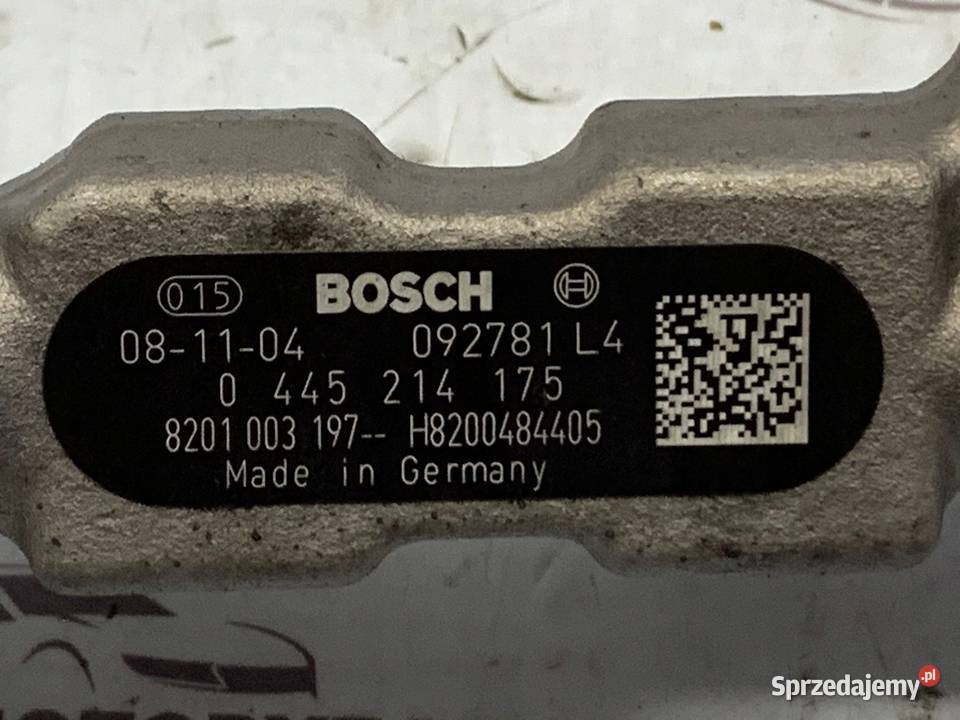 015 BOSCH
08-11-04 092781 L4
0 445 214 175
8201 003 197-- H8200484405
Made in Germany
Sprzedajemy.pl